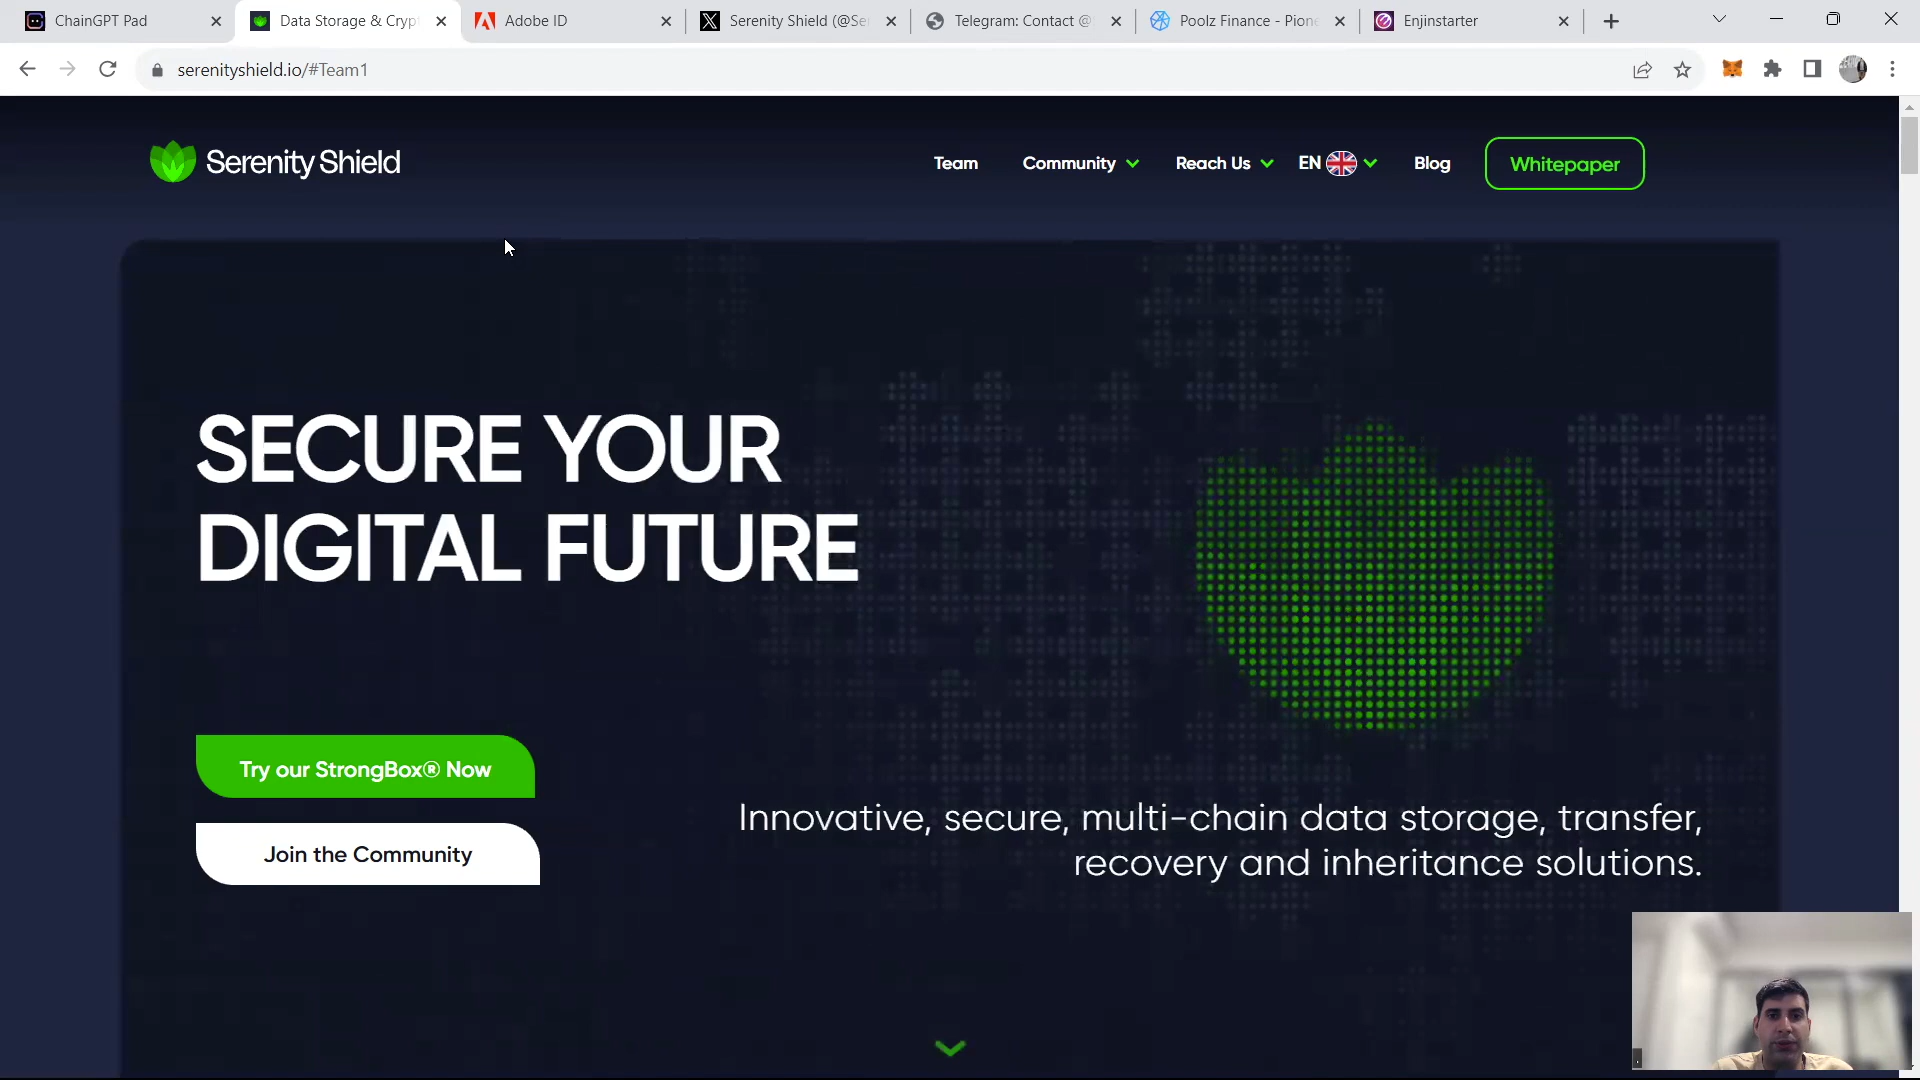 ChainGPT Pad
Data Storage & Cryp
Adobe ID
Serenity Shield (@Se
Telegram: Contact @
Poolz Finance - Pione
Enjinstarter
serenityshield.io/#Team1
Serenity Shield
Team
Community
Reach Us
EN
Blog
Whitepaper
SECURE YOUR
DIGITAL FUTURE
Try our StrongBox® Now
Join the Community
Innovative, secure, multi-chain data storage, transfer,
recovery and inheritance solutions.